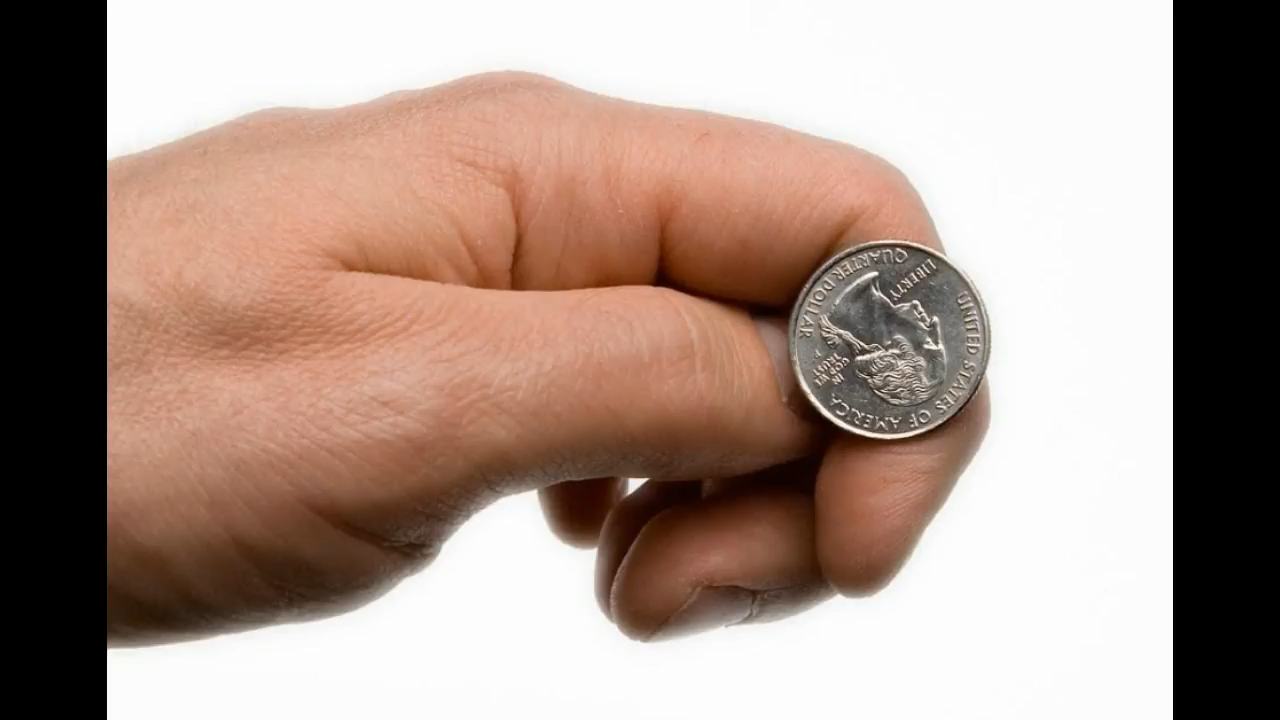 UNITED STATES OF AMERICA
LIBERTY
IN
GOD WE
TRUST
P
QUARTER DOLLAR